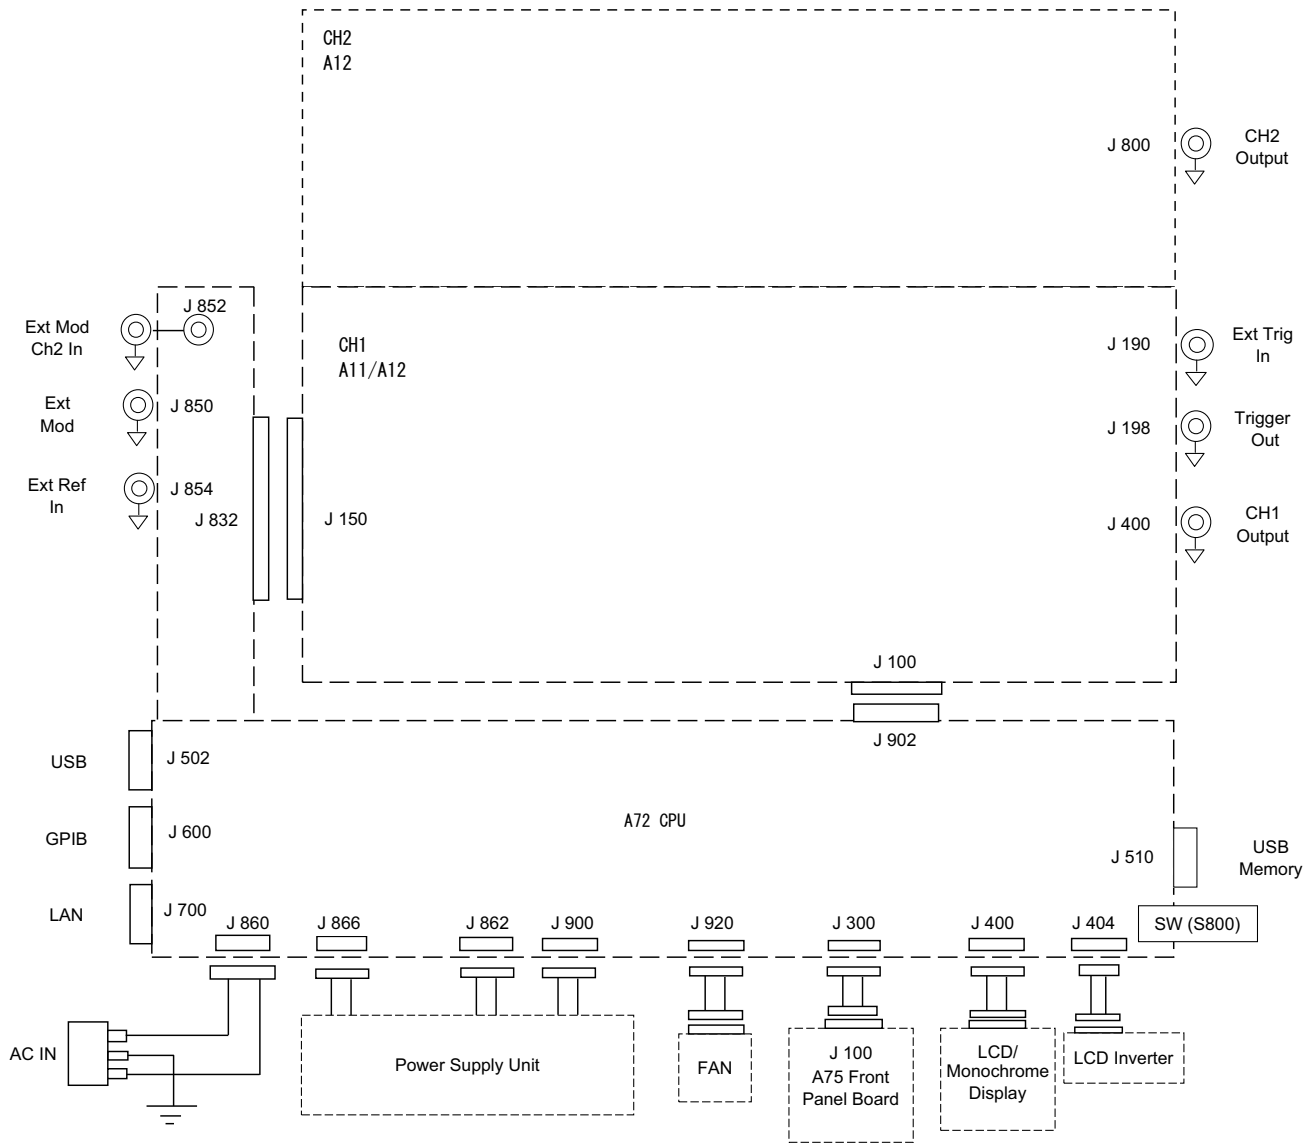 CH2
A12
J 800
CH2
Output
J 852
Ext Mod
Ch2 In
CH1
A11/A12
J 190
Ext Trig
In
Ext
Mod
J 850
J 198
Trigger
Out
Ext Ref
In
J 854
J 832
J 150
J 400
CH1
Output
J 100
J 902
USB
J 502
GPIB
J 600
A72 CPU
J 510
USB
Memory
LAN
J 700
J 860
J 866
J 862
J 900
J 920
J 300
J 400
J 404
SW (S800)
AC IN
Power Supply Unit
FAN
J 100
A75 Front
Panel Board
LCD/
Monochrome
Display
LCD Inverter